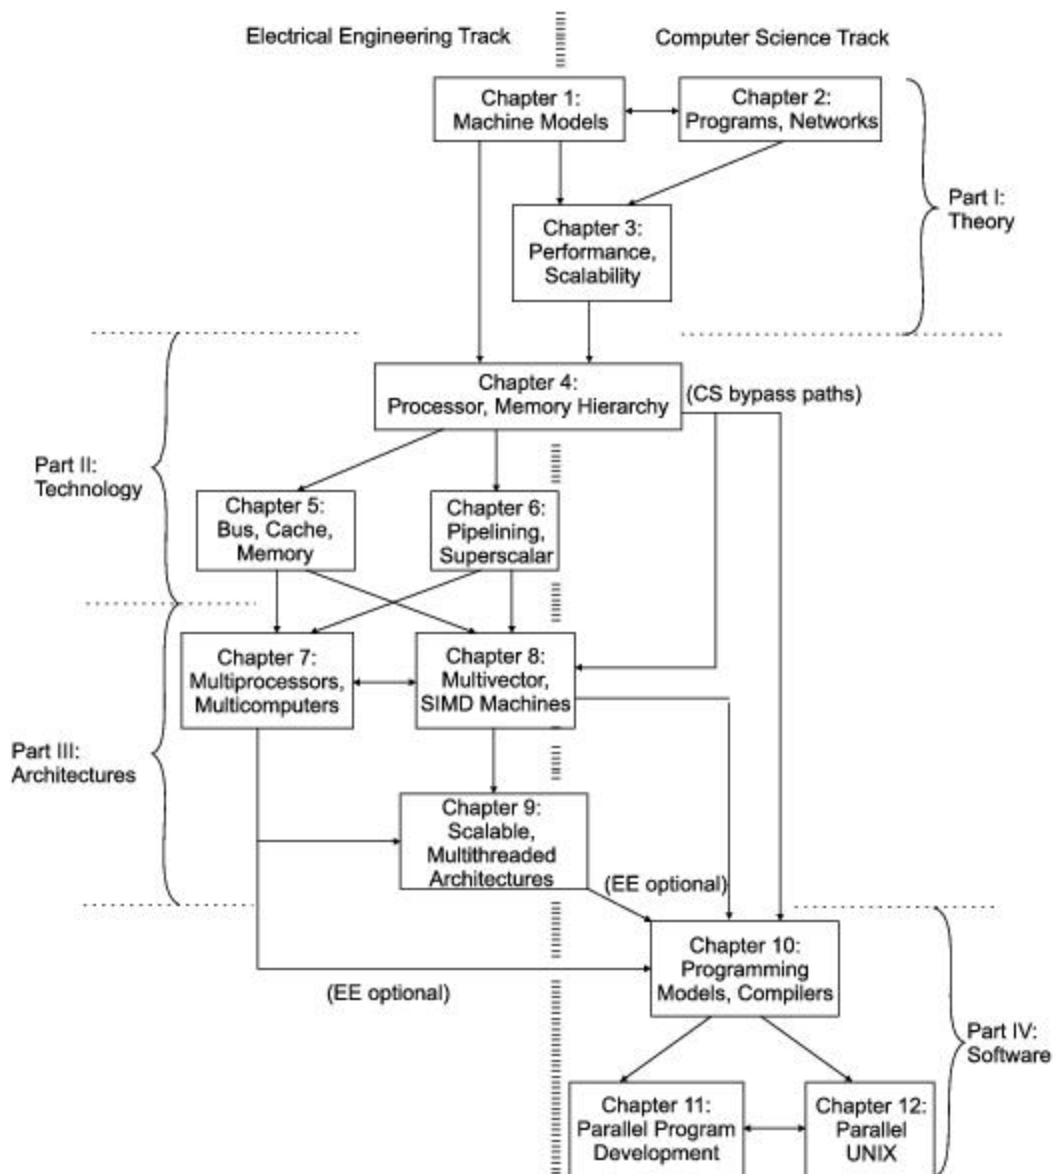 Electrical Engineering Track
Computer Science Track
Chapter 1:
Machine Models
Chapter 2:
Programs, Networks
Part I:
Theory
Chapter 3:
Performance,
Scalability
Chapter 4:
Processor, Memory Hierarchy
(CS bypass paths)
Part II:
Technology
Chapter 5:
Bus, Cache,
Memory
Chapter 6:
Pipelining,
Superscalar
Chapter 7:
Multiprocessors,
Multicomputers
Chapter 8:
Multivector,
SIMD Machines
Part III:
Architectures
Chapter 9:
Scalable,
Multithreaded
Architectures
(EE optional)
Chapter 10:
Programming
Models, Compilers
(EE optional)
Part IV:
Software
Chapter 11:
Parallel Program
Development
Chapter 12:
Parallel
UNIX